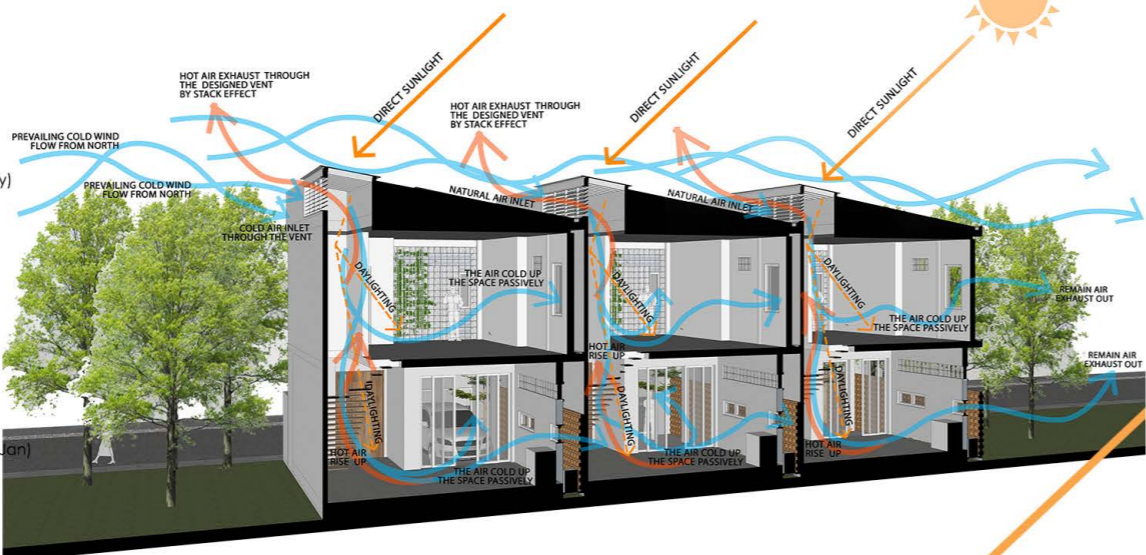 HOT AIR EXHAUST THROUGH
THE DESIGNED VENT
BY STACK EFFECT
DIRECT SUNLIGHT
HOT AIR EXHAUST THROUGH
THE DESIGNED VENT
BY STACK EFFECT
DIRECT SUNLIGHT
DIRECT SUNLIGHT
PREVAILING COLD WIND
FLOW FROM NORTH
y)
PREVAILING COLD WIND
FLOW FROM NORTH
NATURAL AIR INLET
NATURAL AIR INLET
COLD AIR INLET
THROUGH THE VENT
DAYLIGHTING
THE AIR COLD UP
THE SPACE PASSIVELY
DAYLIGHTING
DAYLIGHTING
THE AIR COLD UP
THE SPACE PASSIVELY
REMAIN AIR
EXHAUST OUT
HOT AIR
RISE UP
REMAIN AIR
EXHAUST OUT
DAYLIGHTING
DAYLIGHTING
DAYLIGHTING
Jan)
HOT AIR
RISE UP
THE AIR COLD UP
THE SPACE PASSIVELY
THE AIR COLD UP
THE SPACE PASSIVELY
HOT AIR
RISE UP